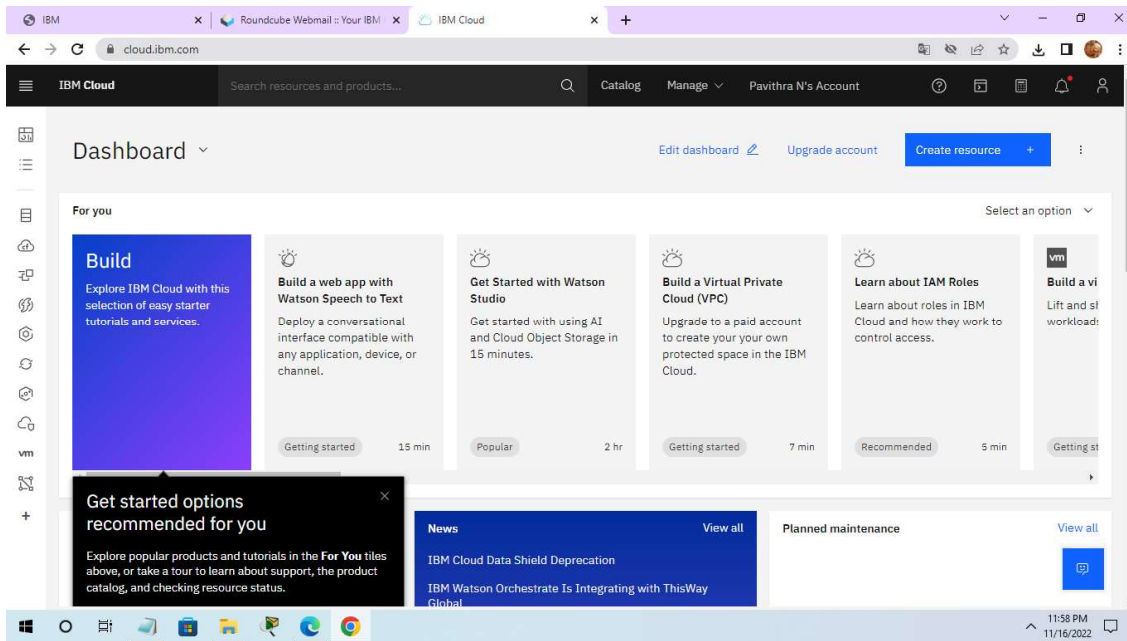 IBM
Roundcube Webmail :: Your IBM
IBM Cloud
cloud.ibm.com
IBM Cloud
Search resources and products...
Catalog
Manage
Pavithra N's Account
Dashboard
Edit dashboard
Upgrade account
Create resource +
For you
Select an option
Build
Explore IBM Cloud with this
selection of easy starter
tutorials and services.
Build a web app with
Watson Speech to Text
Deploy a conversational
interface compatible with
any application, device, or
channel.
Getting started
15 min
Get Started with Watson
Studio
Get started with using AI
and Cloud Object Storage in
15 minutes.
Popular
2 hr
Build a Virtual Private
Cloud (VPC)
Upgrade to a paid account
to create your your own
protected space in the IBM
Cloud.
Getting started
7 min
Learn about IAM Roles
Learn about roles in IBM
Cloud and how they work to
control access.
Recommended
5 min
vm
Build a vi
Lift and sh
workloads
Getting st
vm
Get started options
recommended for you
Explore popular products and tutorials in the For You tiles
above, or take a tour to learn about support, the product
catalog, and checking resource status.
News
View all
IBM Cloud Data Shield Deprecation
IBM Watson Orchestrate Is Integrating with ThisWay
Global
Planned maintenance
View all
11:58 PM
11/16/2022